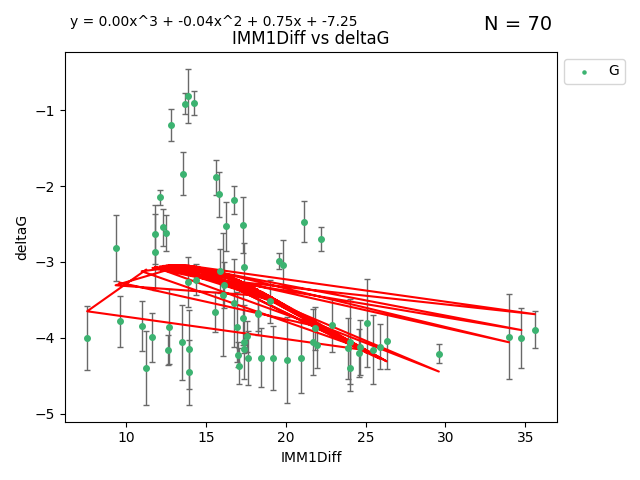 y = 0.00x^3 + -0.04x^2 + 0.75x + -7.25
N = 70
IMM1Diff vs deltaG
G
deltaG
−1
−2
−3
−4
−5
10 15 20 25 30 35
IMM1Diff